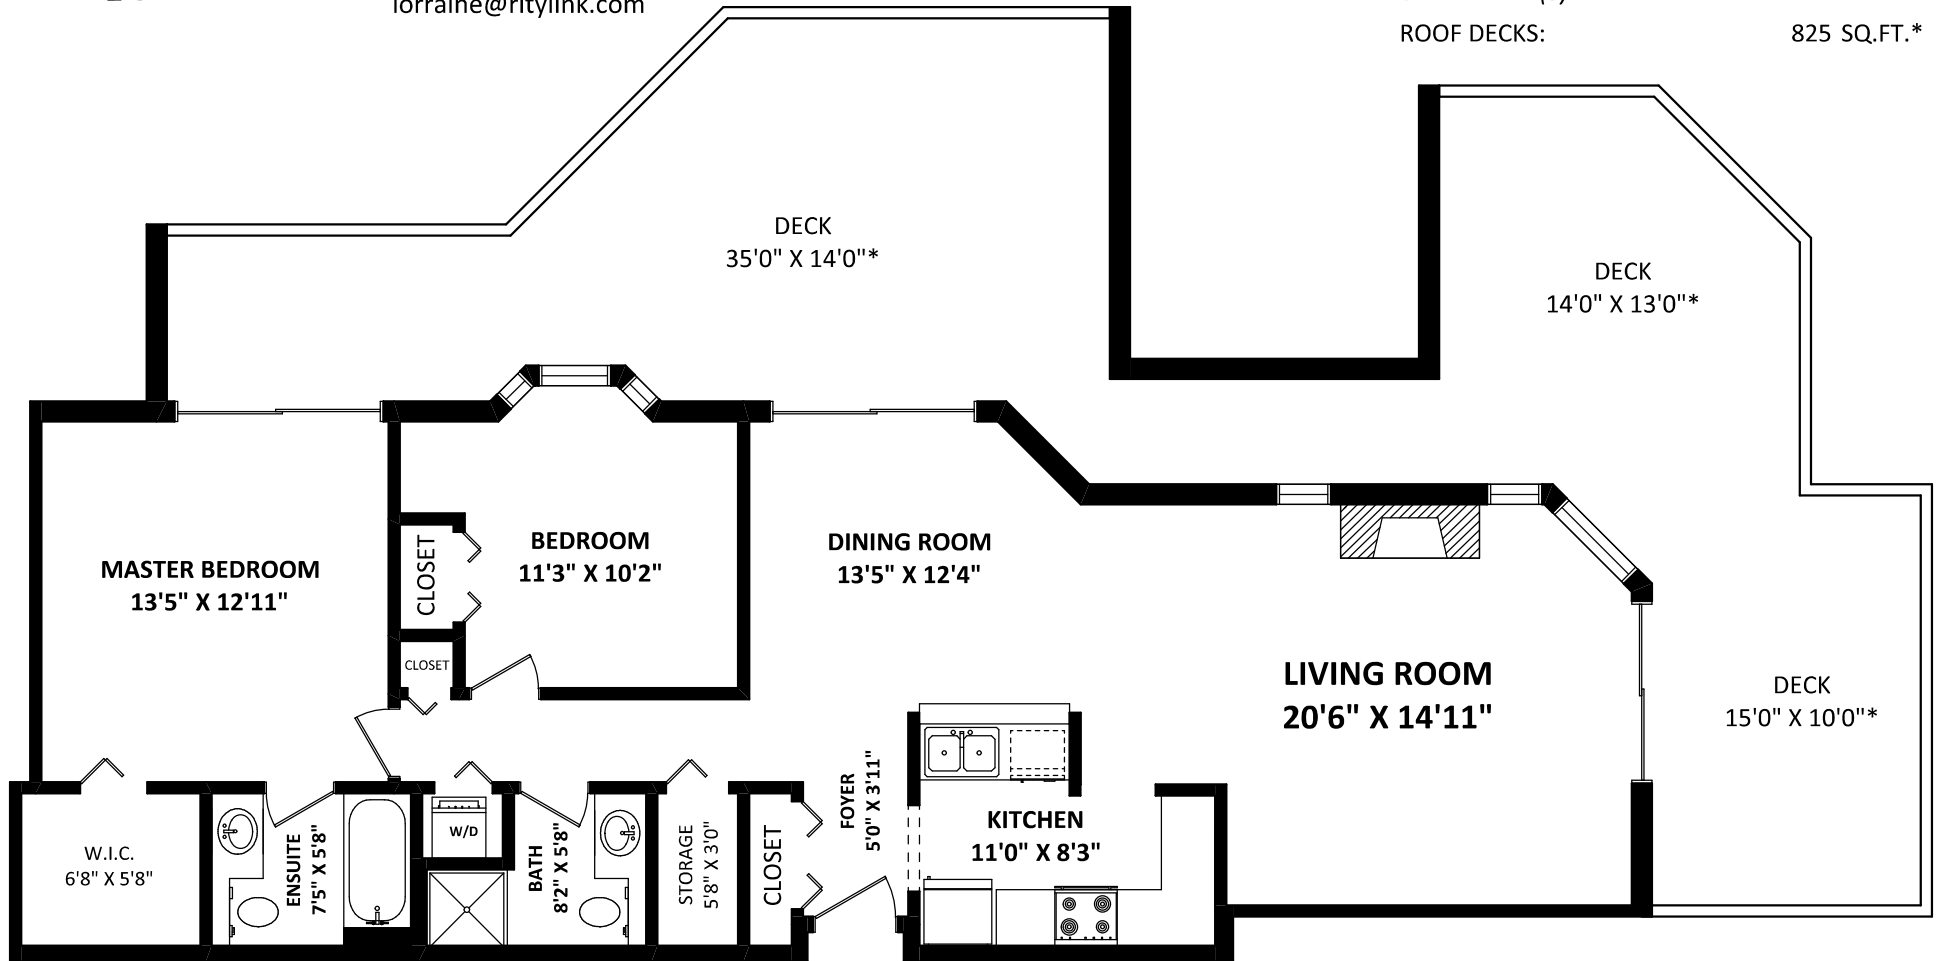 lorraine@rltylink.com
ROOF DECKS: 825 SQ.FT.*
DECK
35'0" X 14'0"*
DECK
14'0" X 13'0"*
MASTER BEDROOM
13'5" X 12'11"
CLOSET
BEDROOM
11'3" X 10'2"
DINING ROOM
13'5" X 12'4"
CLOSET
LIVING ROOM
20'6" X 14'11"
DECK
15'0" X 10'0"*
W.I.C.
6'8" X 5'8"
ENSUITE
7'5" X 5'8"
W/D
BATH
8'2" X 5'8"
STORAGE
5'8" X 3'0"
CLOSET
FOYER
5'0" X 3'11"
KITCHEN
11'0" X 8'3"